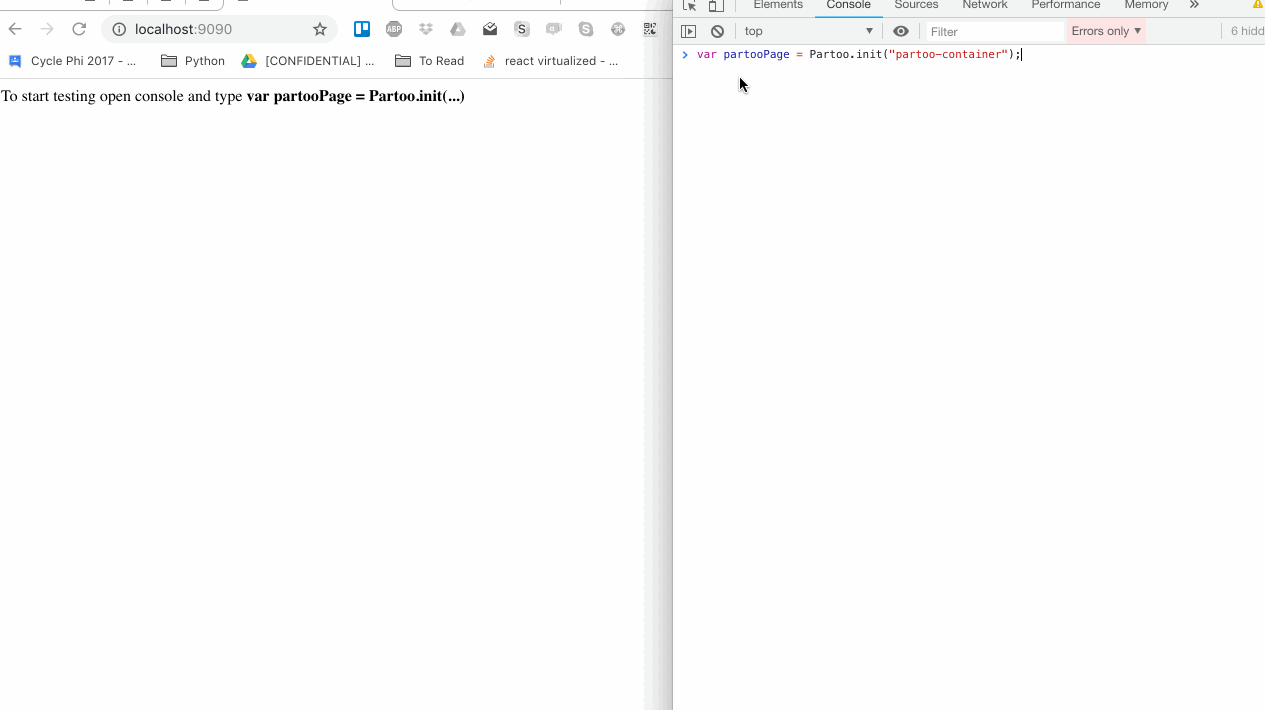 localhost:9090
ABP
S
a
S
Cycle Phi 2017 - ...
Python
[CONFIDENTIAL] ...
To Read
react virtualized - ...
To start testing open console and type var partooPage = Partoo.init(...)
Elements Console Sources Network Performance Memory »
top Filter Errors only 6 hidd
> var partooPage = Partoo.init("partoo-container");